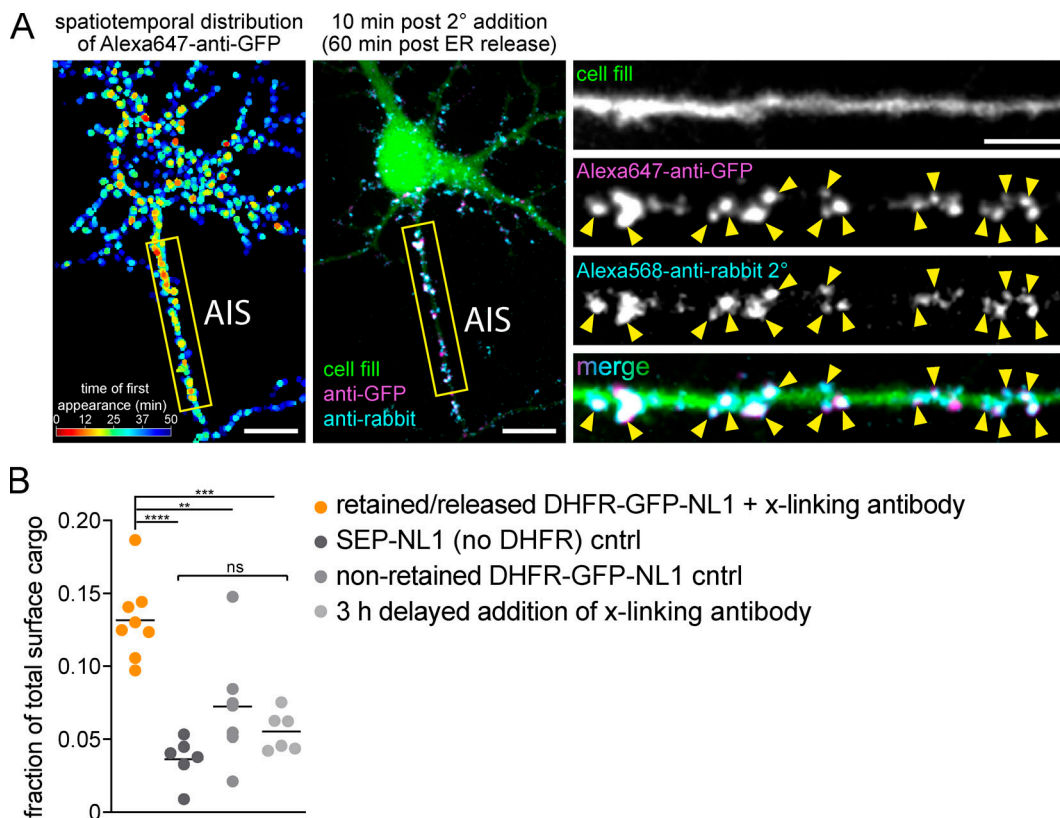 A
spatiotemporal distribution
of Alexa647-anti-GFP
AIS
time of first
appearance (min)
0 12 25 37 50
10 min post 2° addition
(60 min post ER release)
AIS
cell fill
anti-GFP
anti-rabbit
cell fill
Alexa647-anti-GFP
Alexa568-anti-rabbit 2°
merge
B
fraction of total surface cargo
0.20
0.15
0.10
0.05
0
***
**
****
ns
retained/released DHFR-GFP-NL1 + x-linking antibody
SEP-NL1 (no DHFR) cntrl
non-retained DHFR-GFP-NL1 cntrl
3 h delayed addition of x-linking antibody